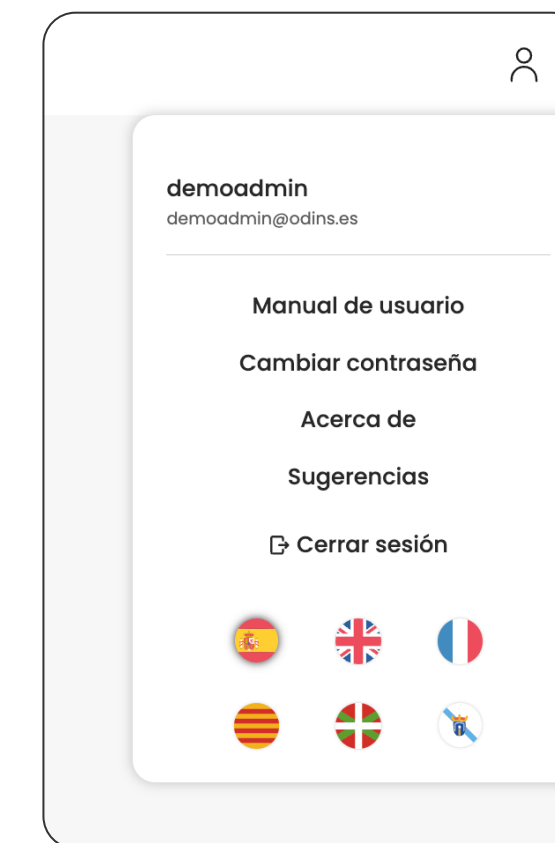 demoadmin
demoadmin@odins.es
Manual de usuario
Cambiar contraseña
Acerca de
Sugerencias
Cerrar sesión